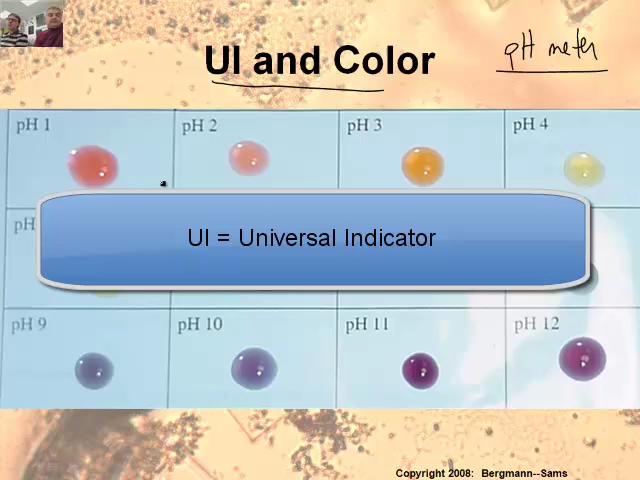 UI and Color
pH meter
pH 1
pH 2
pH 3
pH 4
pH
UI = Universal Indicator
pH 9
pH 10
pH 11
pH 12
Copyright 2008: Bergmann--Sams